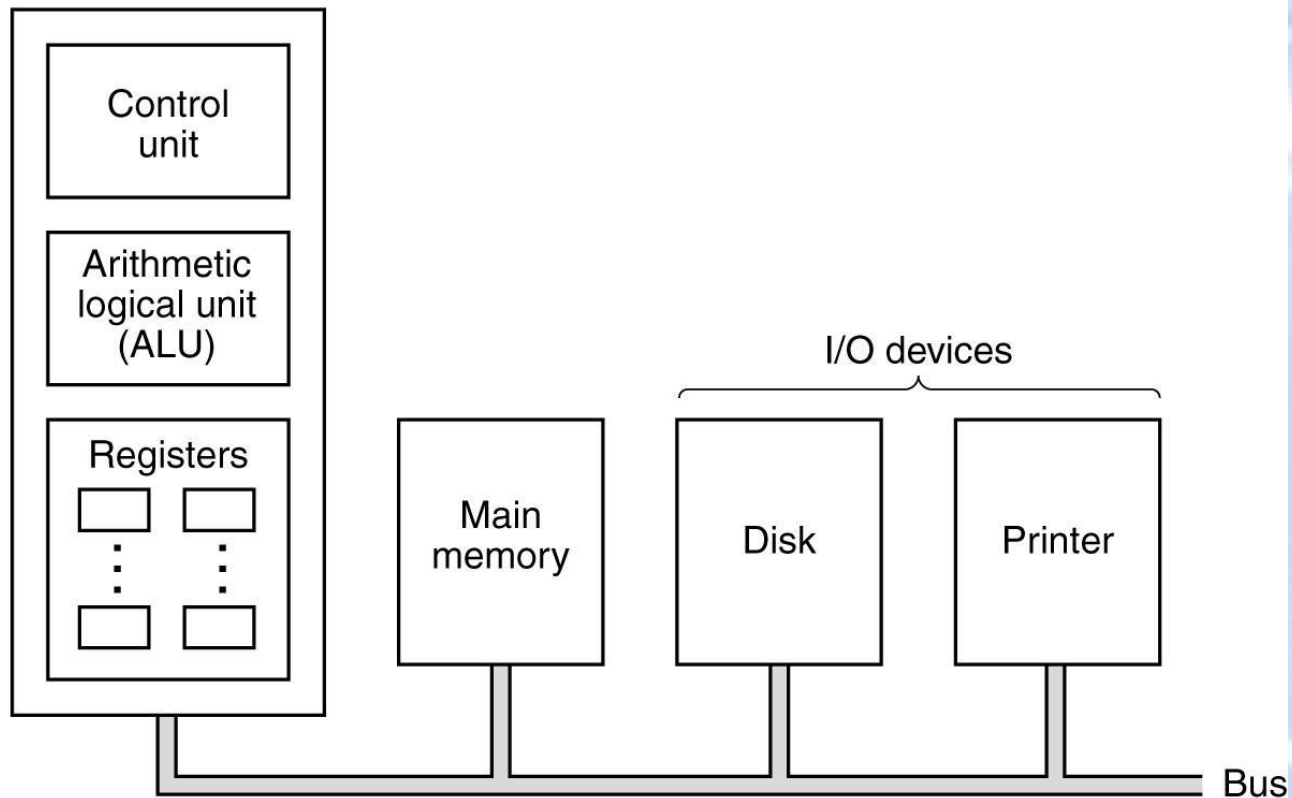 Control
unit
Arithmetic
logical unit
(ALU)
Registers
I/O devices
Main
memory
Disk
Printer
Bus